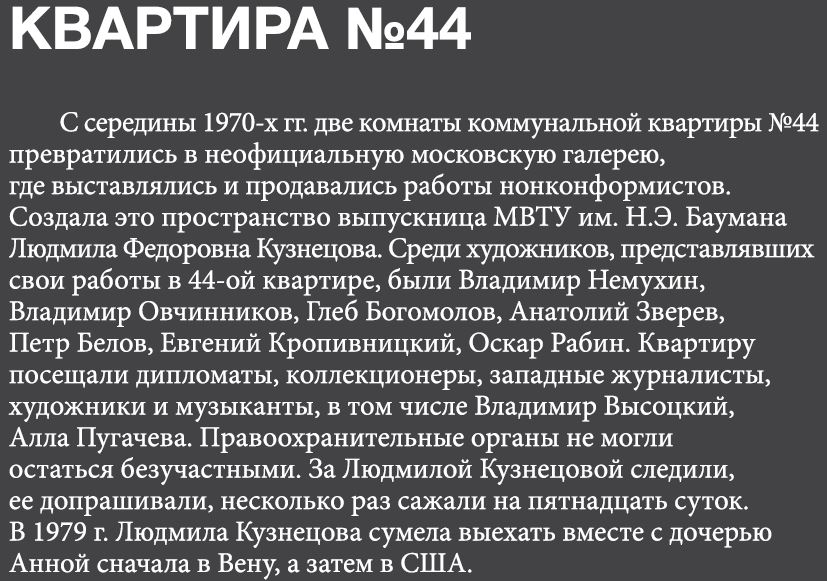 КВАРТИРА №44
С середины 1970-х гг. две комнаты коммунальной квартиры №44
превратились в неофициальную московскую галерею,
где выставлялись и продавались работы нонконформистов.
Создала это пространство выпускница МВТУ им. Н.Э. Баумана
Людмила Федоровна Кузнецова. Среди художников, представлявших
свои работы в 44-ой квартире, были Владимир Немухин,
Владимир Овчинников, Глеб Богомолов, Анатолий Зверев,
Петр Белов, Евгений Кропивницкий, Оскар Рабин. Квартиру
посещали дипломаты, коллекционеры, западные журналисты,
художники и музыканты, в том числе Владимир Высоцкий,
Алла Пугачева. Правоохранительные органы не могли
остаться безучастными. За Людмилой Кузнецовой следили,
ее допрашивали, несколько раз сажали на пятнадцать суток.
В 1979 г. Людмила Кузнецова сумела выехать вместе с дочерью
Анной сначала в Вену, а затем в США.